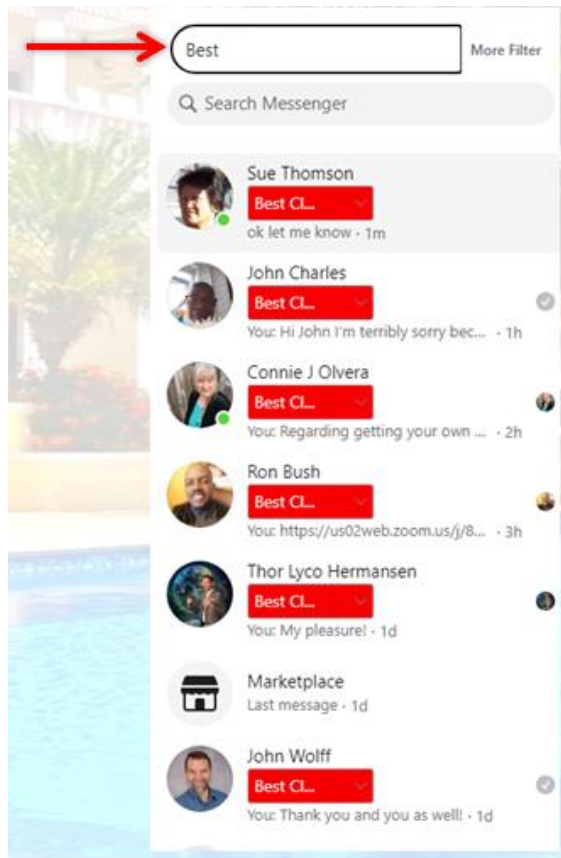 Best
More Filter
Search Messenger
Sue Thomson
Best Cl...
ok let me know · 1m
John Charles
Best Cl...
You: Hi John I'm terribly sorry bec... · 1h
Connie J Olvera
Best Cl...
You: Regarding getting your own ... · 2h
Ron Bush
Best Cl...
You: https://us02web.zoom.us/j/8... · 3h
Thor Lyco Hermansen
Best Cl...
You: My pleasure! · 1d
Marketplace
Last message · 1d
John Wolff
Best Cl...
You: Thank you and you as well! · 1d